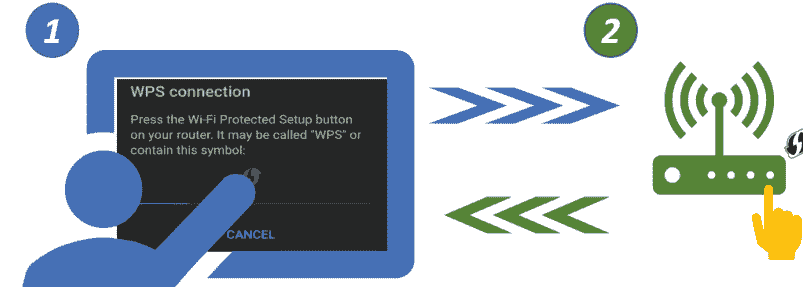 1
2
WPS connection
Press the Wi-Fi Protected Setup button
on your router. It may be called "WPS" or
contain this symbol:
CANCEL